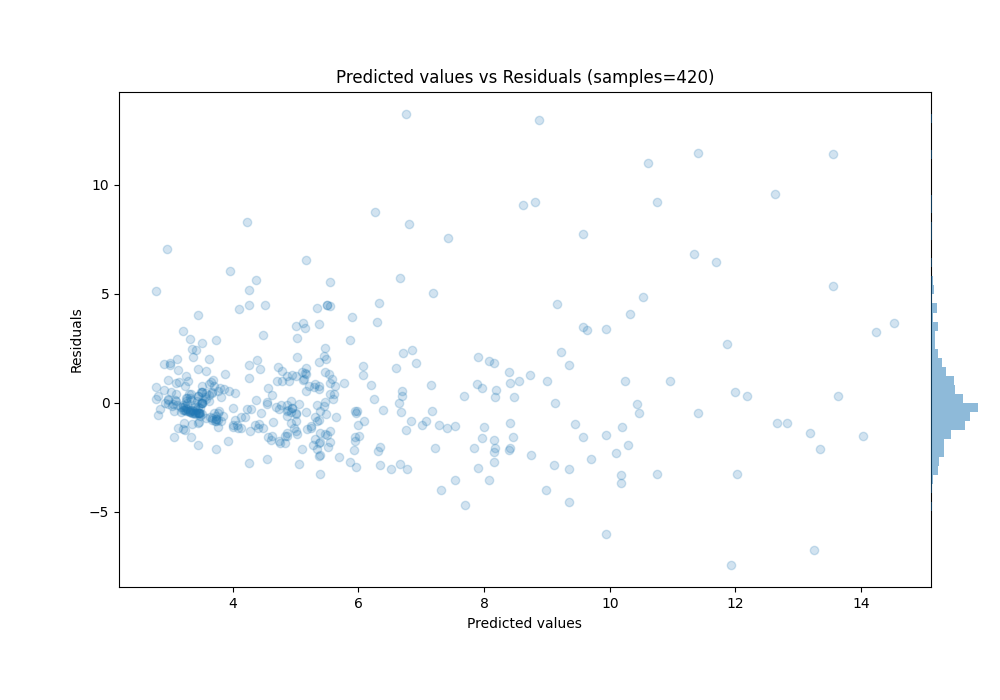 Predicted values vs Residuals (samples=420)
10
5
0
−5
Residuals
4 6 8 10 12 14
Predicted values